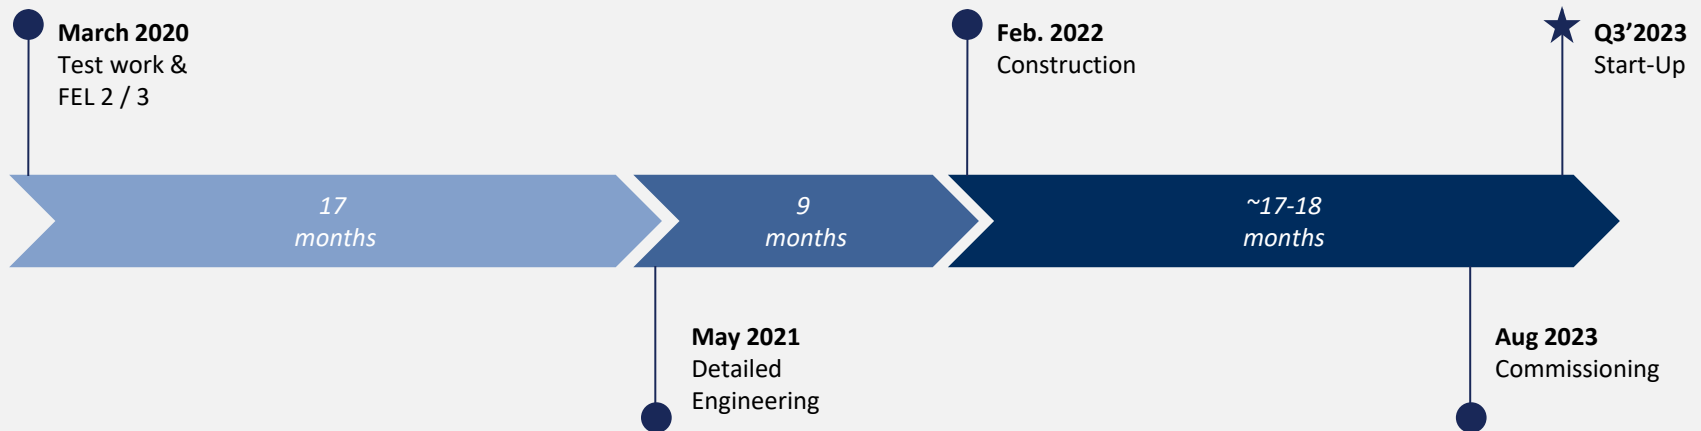 March 2020
Test work &
FEL 2 / 3
Feb. 2022
Construction
Q3’2023
Start-Up
17
months
9
months
~17-18
months
May 2021
Detailed
Engineering
Aug 2023
Commissioning